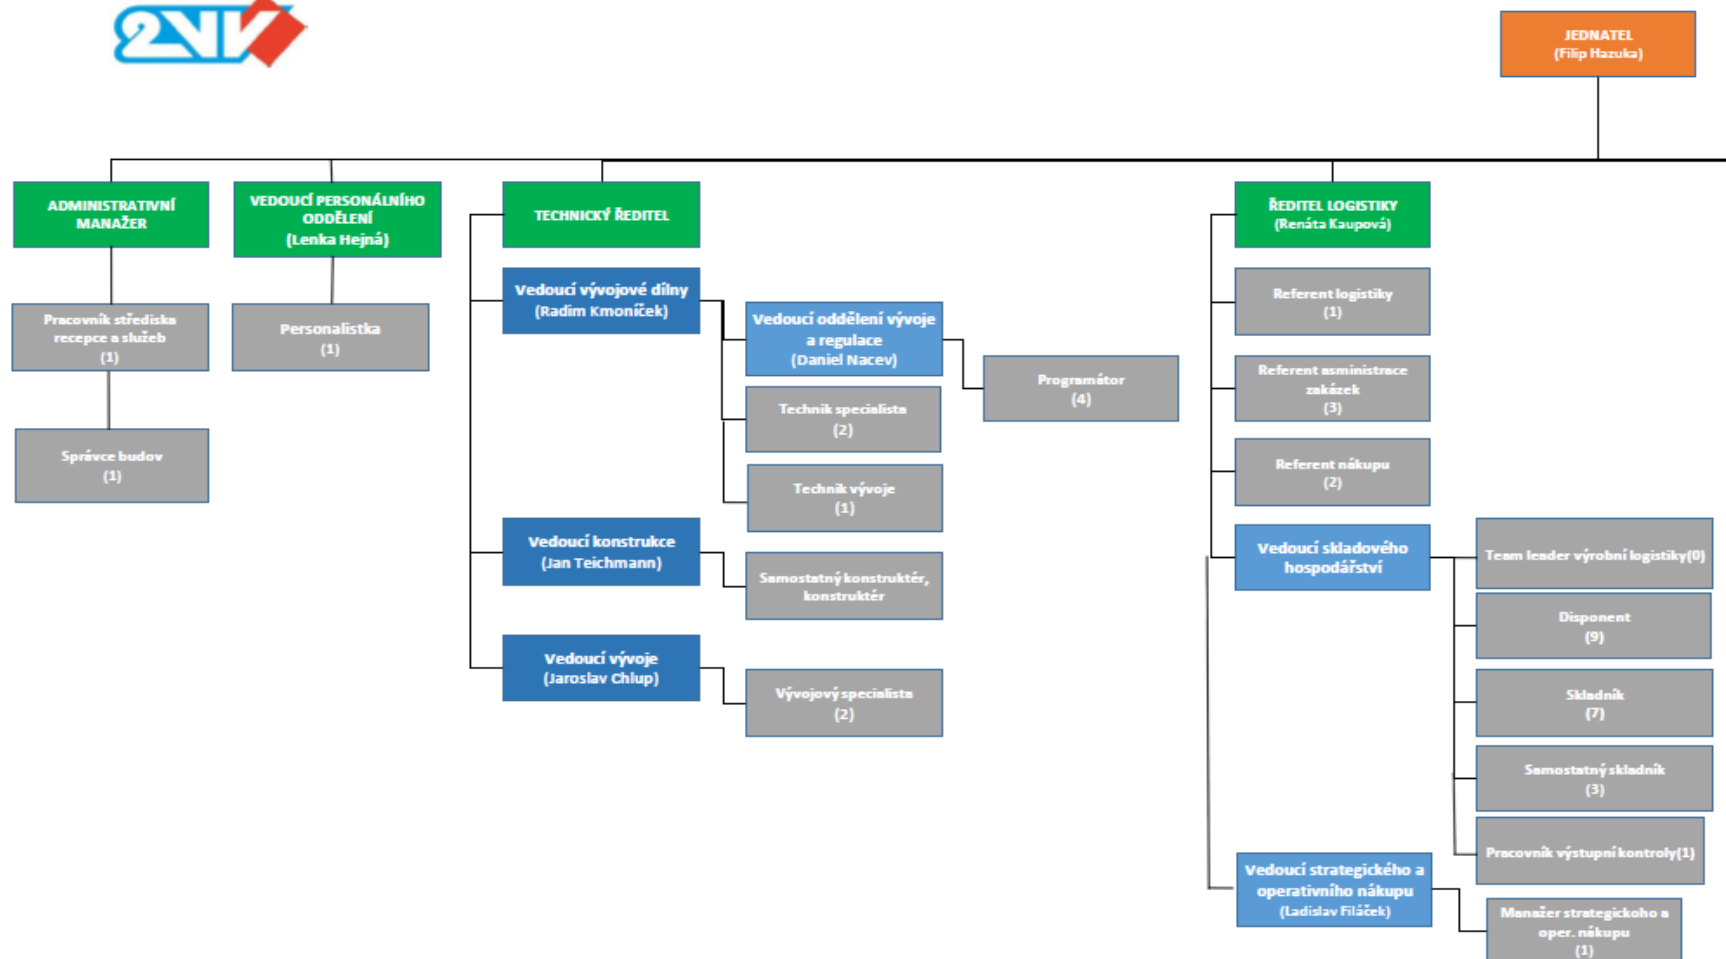 2VV
JEDNATEL
(Filip Hazuka)
ADMINISTRATIVNÍ
MANAŽER
VEDOUCÍ PERSONÁLNÍHO
ODDĚLENÍ
(Lenka Hejná)
TECHNICKÝ ŘEDITEL
ŘEDITEL LOGISTIKY
(Renáta Kaupová)
Pracovník střediska
recepce a služeb
(1)
Správce budov
(1)
Personalistka
(1)
Vedoucí vývojové dílny
(Radim Kmoníček)
Vedoucí oddělení vývoje
a regulace
(Daniel Nacev)
Programátor
(4)
Technik specialista
(2)
Technik vývoje
(1)
Vedoucí konstrukce
(Jan Teichmann)
Samostatný konstruktér,
konstruktér
Vedoucí vývoje
(Jaroslav Chlup)
Vývojový specialista
(2)
Referent logistiky
(1)
Referent asministrace
zakázek
(3)
Referent nákupu
(2)
Vedoucí skladového
hospodářství
Team leader výrobní logistiky(0)
Disponent
(9)
Skladník
(7)
Samostatný skladník
(3)
Pracovník výstupní kontroly(1)
Vedoucí strategického a
operativního nákupu
(Ladislav Filáček)
Manažer strategickoho a
oper. nákupu
(1)